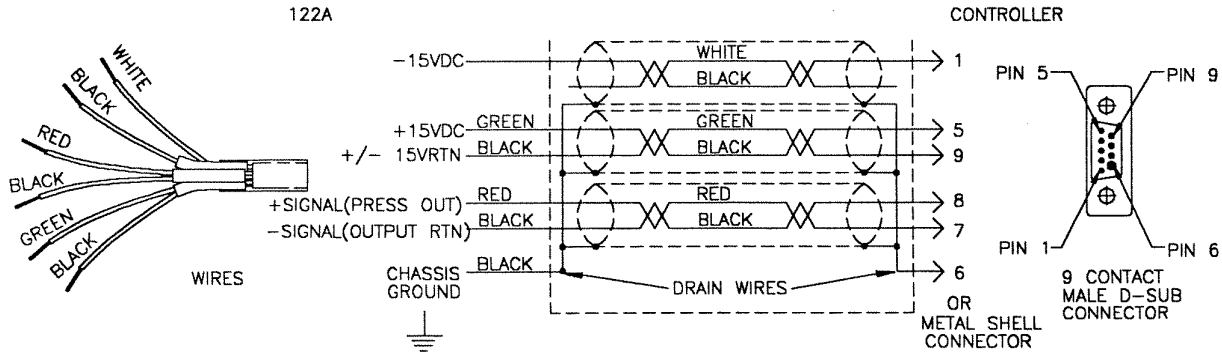 122A
CONTROLLER
WHITE
BLACK
RED
BLACK
GREEN
BLACK
WIRES
-15VDC
WHITE
BLACK
1
+15VDC GREEN
GREEN
5
+/- 15VRTN BLACK
BLACK
9
+SIGNAL(PRESS OUT) RED
RED
8
-SIGNAL(OUTPUT RTN) BLACK
BLACK
7
CHASSIS
GROUND
BLACK
DRAIN WIRES
6
OR
METAL SHELL
CONNECTOR
PIN 5
PIN 9
PIN 1
PIN 6
9 CONTACT
MALE D-SUB
CONNECTOR